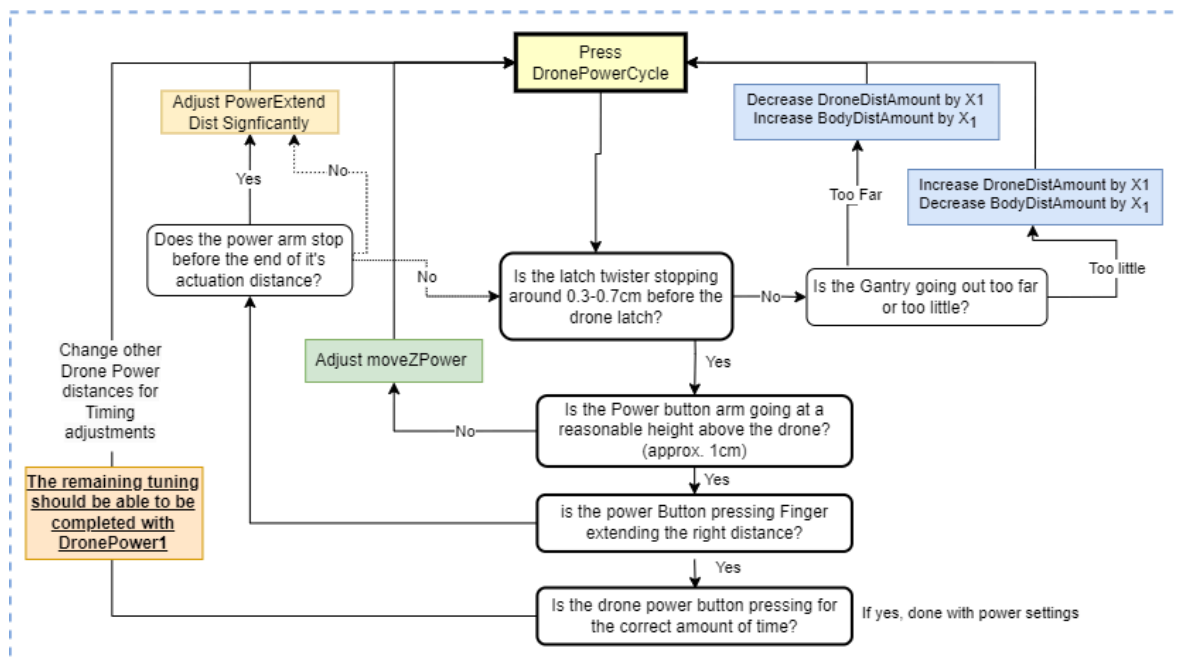 Press
DronePowerCycle
Adjust PowerExtend
Dist Signficantly
Decrease DroneDistAmount by X1
Increase BodyDistAmount by X1
Yes
No
Too Far
Increase DroneDistAmount by X1
Decrease BodyDistAmount by X1
Does the power arm stop
before the end of it's
actuation distance?
No
Is the latch twister stopping
around 0.3-0.7cm before the
drone latch?
No
Is the Gantry going out too far
or too little?
Too little
Change other
Drone Power
distances for
Timing
adjustments
Adjust moveZPower
Yes
No
Is the Power button arm going at a
reasonable height above the drone?
(approx. 1cm)
Yes
The remaining tuning
should be able to be
completed with
DronePower1
is the power Button pressing Finger
extending the right distance?
Yes
Is the drone power button pressing for
the correct amount of time?
If yes, done with power settings